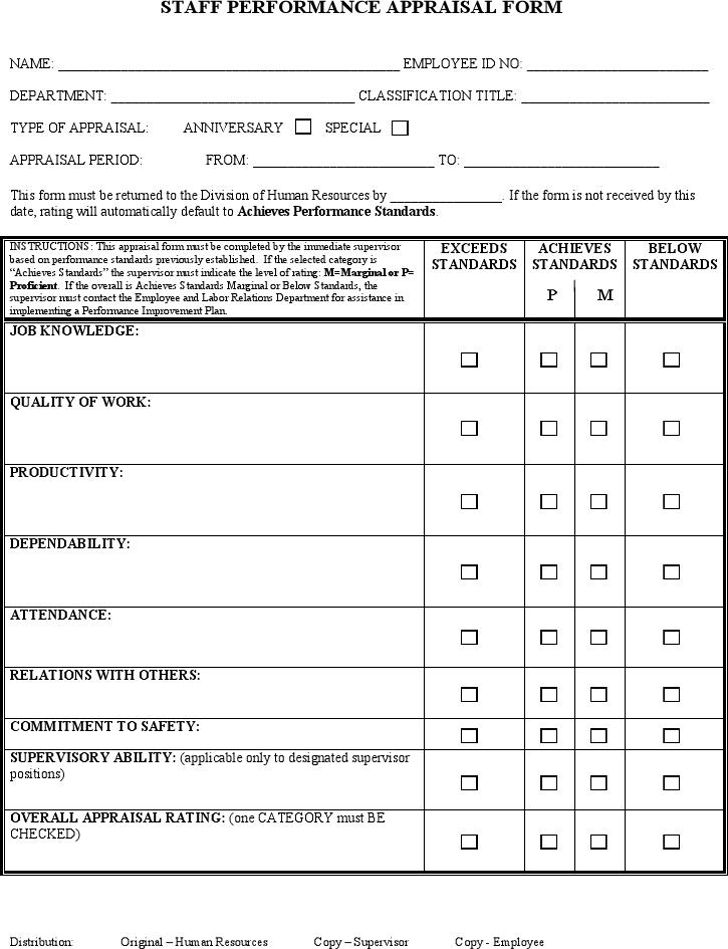 STAFF PERFORMANCE APPRAISAL FORM
NAME: ______________________________________________ EMPLOYEE ID NO: ________________________
DEPARTMENT: _________________________________ CLASSIFICATION TITLE: _________________________
TYPE OF APPRAISAL: ANNIVERSARY ☐ SPECIAL ☐
APPRAISAL PERIOD: FROM: ________________________ TO: __________________________
This form must be returned to the Division of Human Resources by _______________. If the form is not received by this
date, rating will automatically default to Achieves Performance Standards.
INSTRUCTIONS: This appraisal form must be completed by the immediate supervisor
based on performance standards previously established. If the selected category is
“Achieves Standards” the supervisor must indicate the level of rating: M=Marginal or P=
Proficient. If the overall is Achieves Standards Marginal or Below Standards, the
supervisor must contact the Employee and Labor Relations Department for assistance in
implementing a Performance Improvement Plan.
EXCEEDS
STANDARDS
ACHIEVES
STANDARDS
P M
BELOW
STANDARDS
JOB KNOWLEDGE:
☐ ☐ ☐ ☐
QUALITY OF WORK:
☐ ☐ ☐ ☐
PRODUCTIVITY:
☐ ☐ ☐ ☐
DEPENDABILITY:
☐ ☐ ☐ ☐
ATTENDANCE:
☐ ☐ ☐ ☐
RELATIONS WITH OTHERS:
☐ ☐ ☐ ☐
COMMITMENT TO SAFETY:
☐ ☐ ☐ ☐
SUPERVISORY ABILITY: (applicable only to designated supervisor
positions)
☐ ☐ ☐ ☐
OVERALL APPRAISAL RATING: (one CATEGORY must BE
CHECKED)
☐ ☐ ☐ ☐
Distribution: Original – Human Resources Copy – Supervisor Copy - Employee